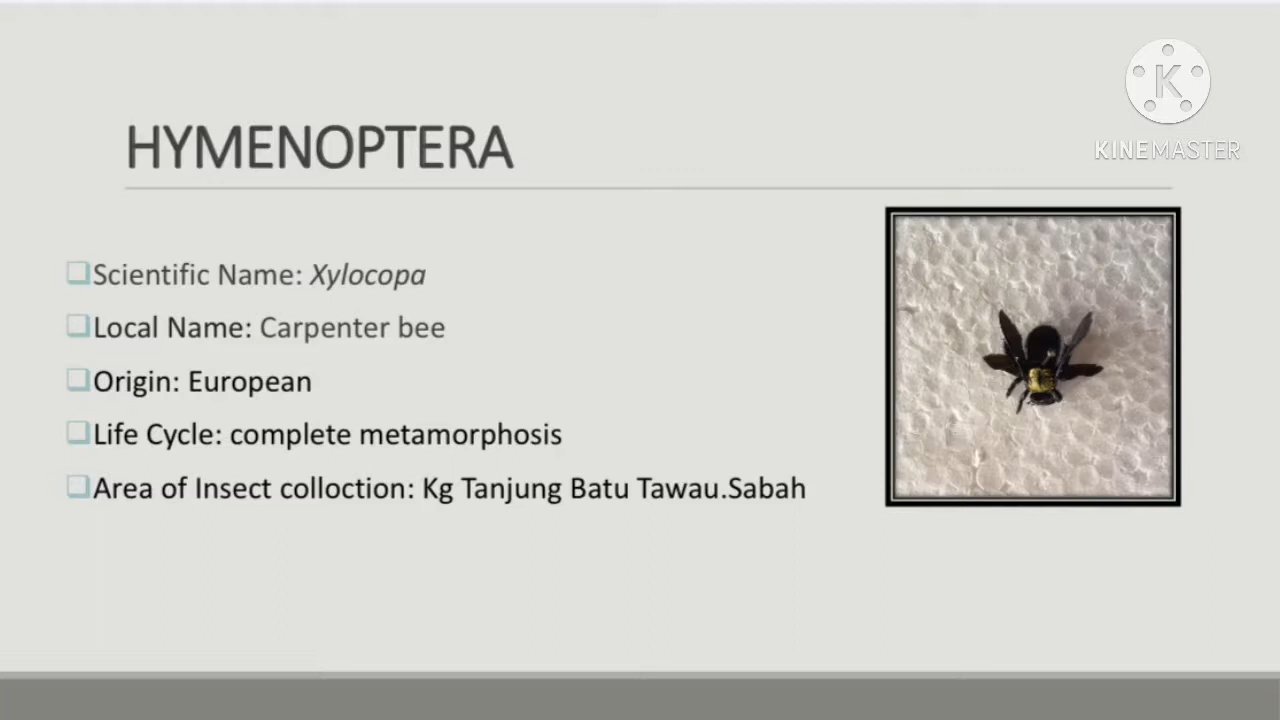 K
KINEMASTER
HYMENOPTERA
Scientific Name: Xylocopa
Local Name: Carpenter bee
Origin: European
Life Cycle: complete metamorphosis
Area of Insect colloction: Kg Tanjung Batu Tawau.Sabah